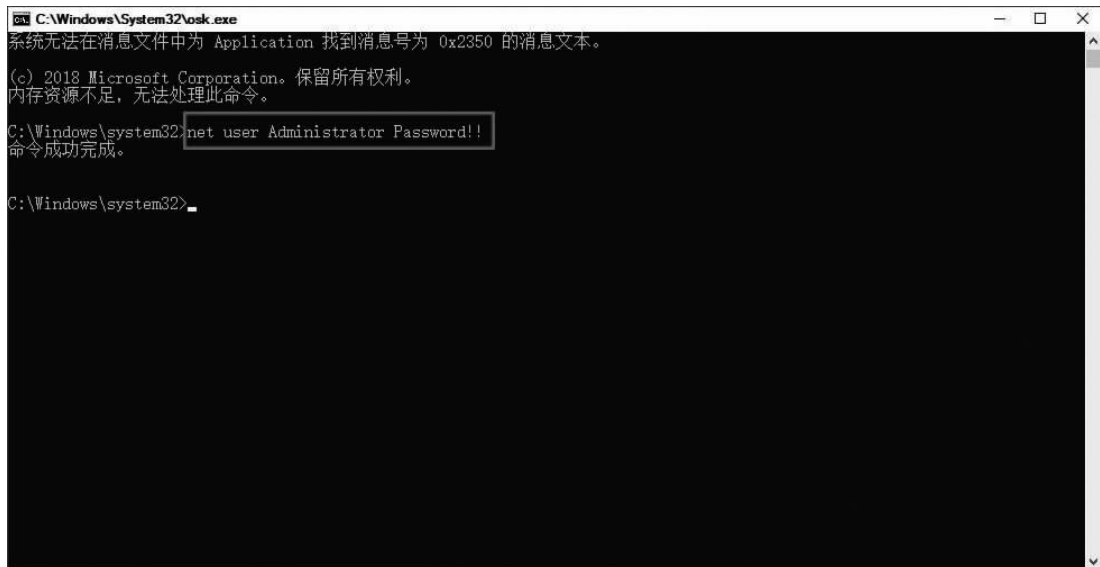 C:\Windows\System32\osk.exe
系统无法在消息文件中为 Application 找到消息号为 0x2350 的消息文本。
(c) 2018 Microsoft Corporation。保留所有权利。
内存资源不足，无法处理此命令。
C:\Windows\system32>net user Administrator Password!!
命令成功完成。
C:\Windows\system32>